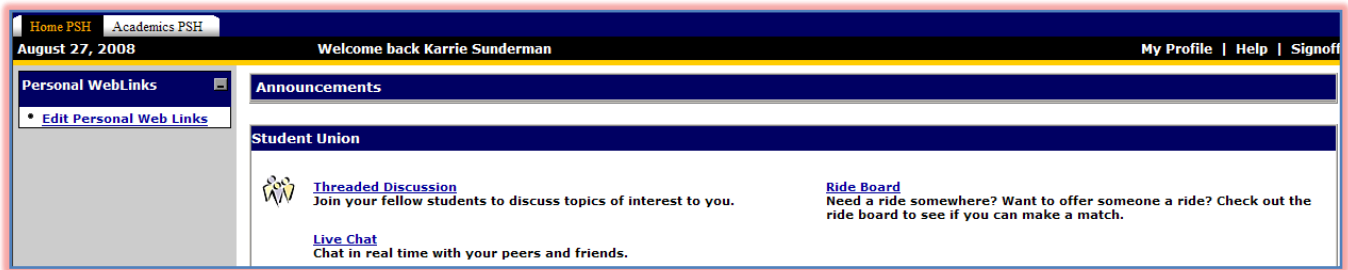 Home PSH Academics PSH
August 27, 2008 Welcome back Karrie Sunderman My Profile | Help | Signoff
Personal WebLinks
• Edit Personal Web Links
Announcements
Student Union
Threaded Discussion
Join your fellow students to discuss topics of interest to you.
Live Chat
Chat in real time with your peers and friends.
Ride Board
Need a ride somewhere? Want to offer someone a ride? Check out the
ride board to see if you can make a match.